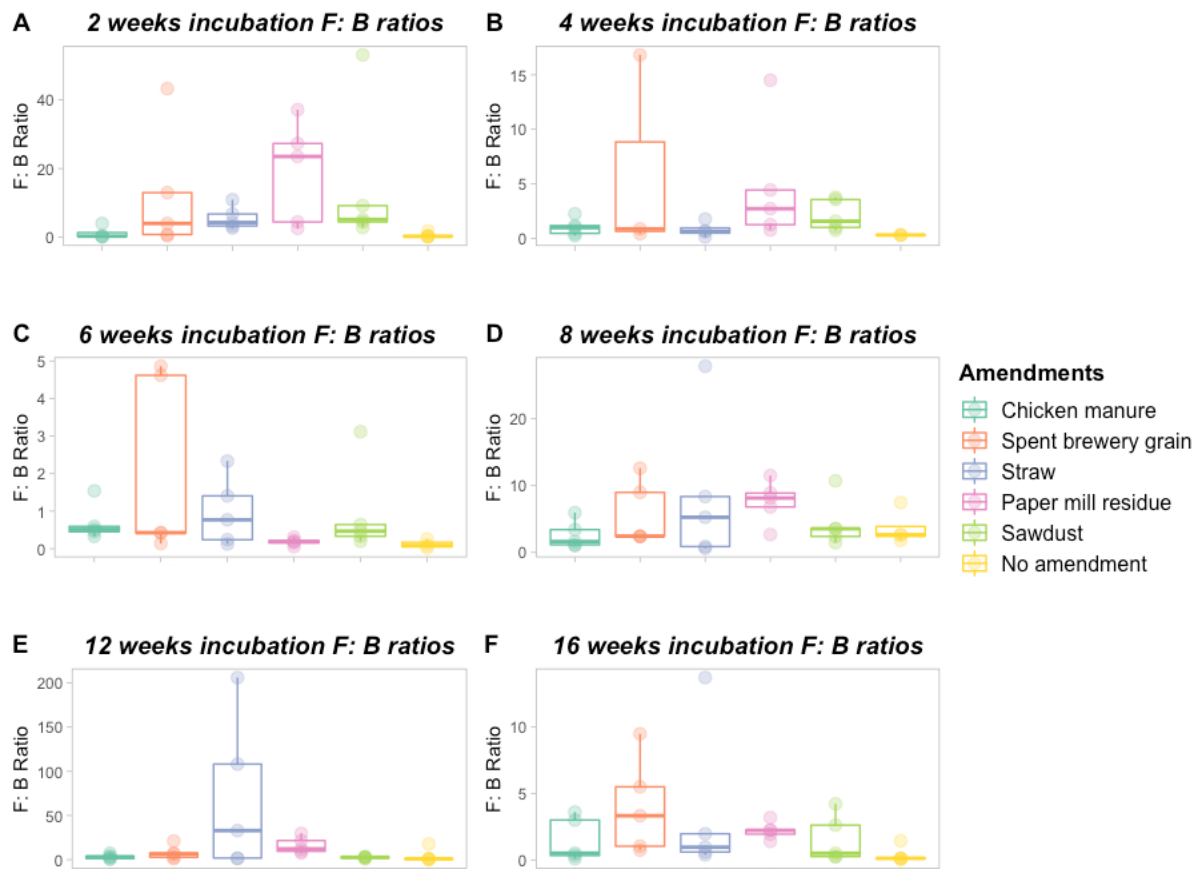 A 2 weeks incubation F: B ratios
F: B Ratio
40
20
0
B 4 weeks incubation F: B ratios
F: B Ratio
15
10
5
0
C 6 weeks incubation F: B ratios
F: B Ratio
5
4
3
2
1
0
D 8 weeks incubation F: B ratios
F: B Ratio
20
10
0
Amendments
Chicken manure
Spent brewery grain
Straw
Paper mill residue
Sawdust
No amendment
E 12 weeks incubation F: B ratios
F: B Ratio
200
150
100
50
0
F 16 weeks incubation F: B ratios
F: B Ratio
10
5
0